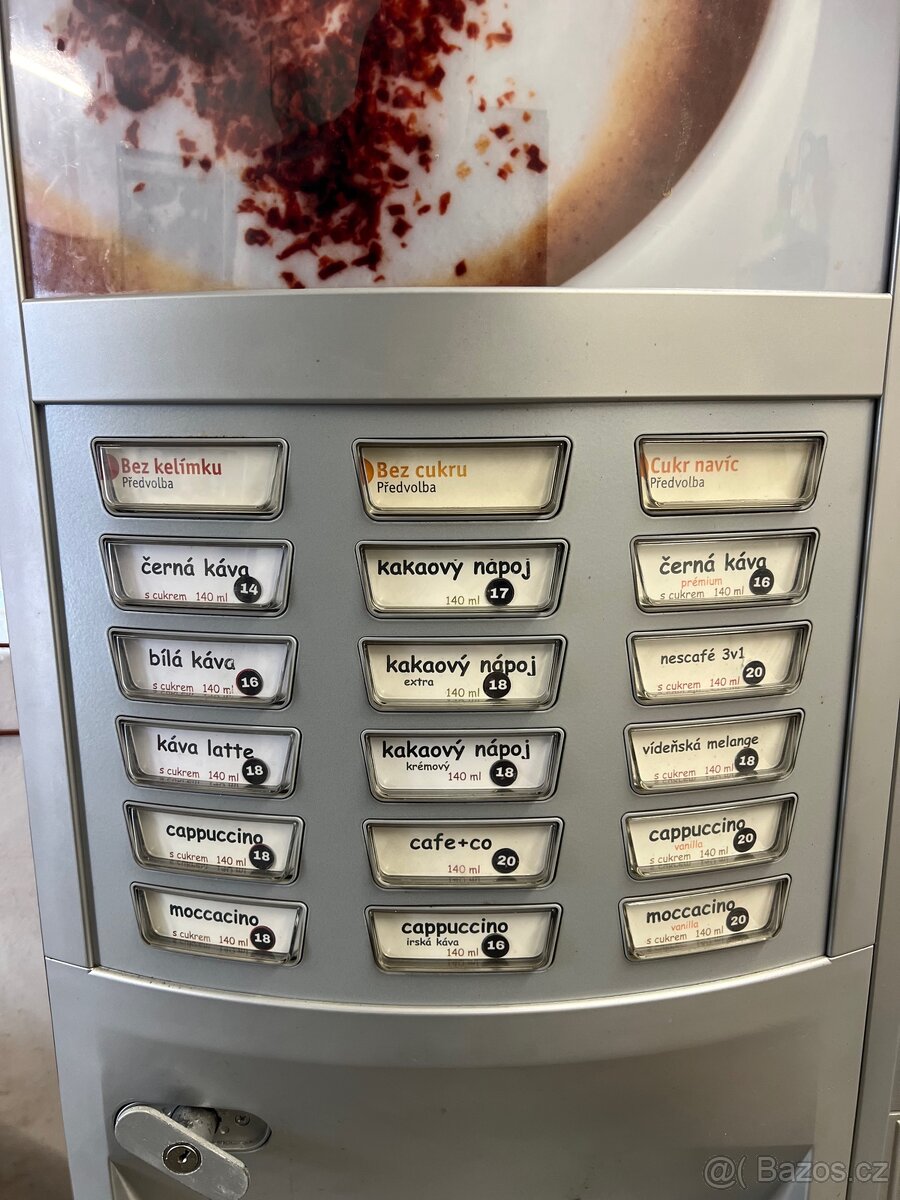 Bez kelímku
Předvolba
Bez cukru
Předvolba
Cukr navíc
Předvolba
černá káva
s cukrem 140 ml 14
kakaový nápoj
140 ml 17
černá káva
prémium
s cukrem 140 ml 16
bílá káva
s cukrem 140 ml 16
kakaový nápoj
extra
140 ml 18
nescafé 3v1
s cukrem 140 ml 20
káva latte
s cukrem 140 ml 18
kakaový nápoj
krémový
140 ml 18
vídeňská melange
s cukrem 140 ml 18
cappuccino
s cukrem 140 ml 18
cafe+co
140 ml 20
cappuccino
vanilla
s cukrem 140 ml 20
moccacino
s cukrem 140 ml 18
cappuccino
irská káva
140 ml 16
moccacino
vanilla
s cukrem 140 ml 20
@( Bazos.cz